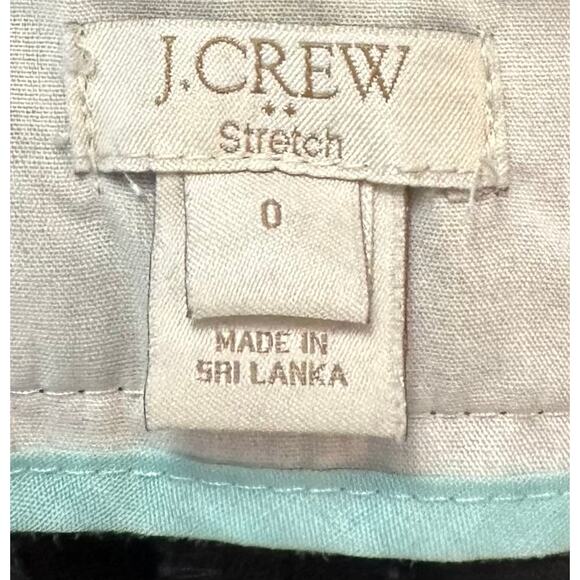 J.CREW
Stretch
0
MADE IN
SRI LANKA